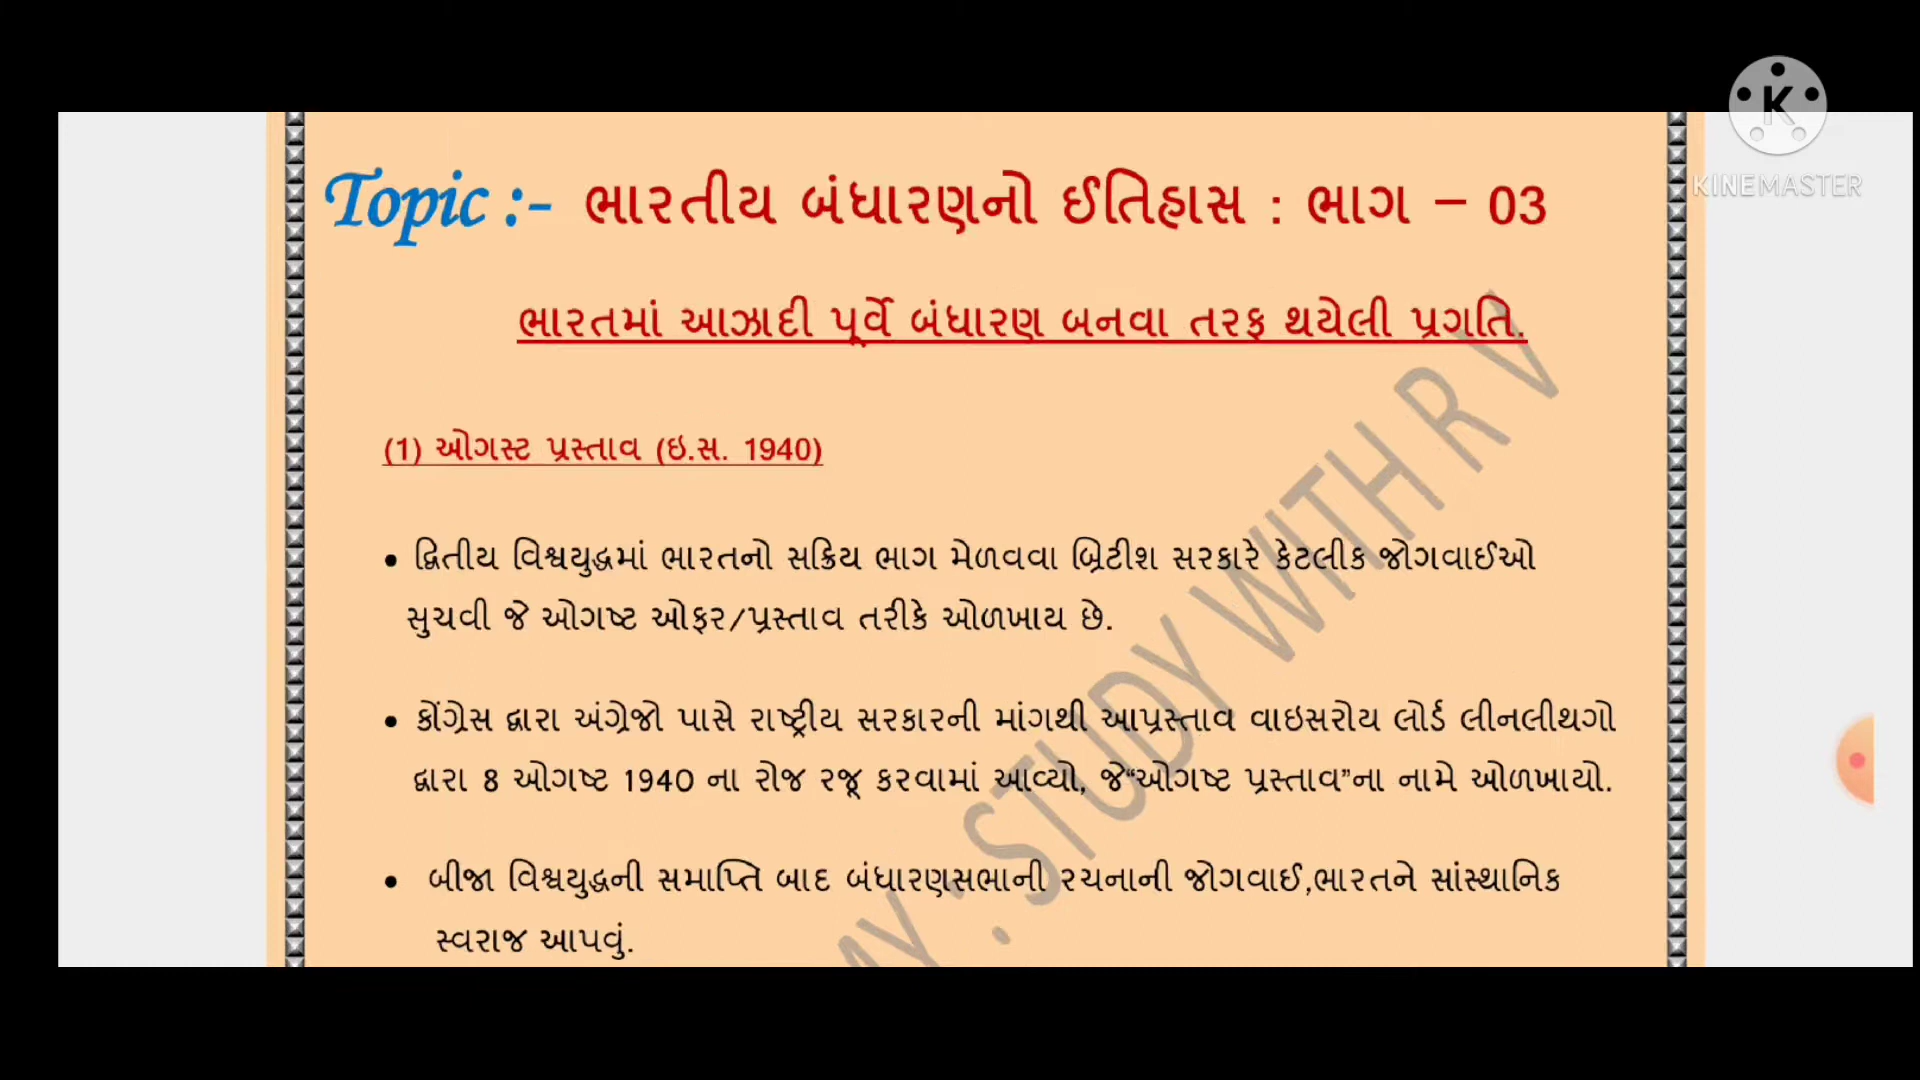 KINEMASTER
Topic :- ભારતીય બંધારણનો ઈતિહાસ : ભાગ – 03
ભારતમાં આઝાદી પૂર્વે બંધારણ બનવા તરફ થયેલી પ્રગતિ.
(1) ઓગસ્ટ પ્રસ્તાવ (ઇ.સ. 1940)
• દ્વિતીય વિશ્વયુદ્ધમાં ભારતનો સક્રિય ભાગ મેળવવા બ્રિટીશ સરકારે કેટલીક જોગવાઈઓ
સુચવી જે ઓગષ્ટ ઓફર/પ્રસ્તાવ તરીકે ઓળખાય છે.
• કોંગ્રેસ દ્વારા અંગ્રેજો પાસે રાષ્ટ્રીય સરકારની માંગથી આપ્રસ્તાવ વાઇસરોય લોર્ડ લીનલીથગો
દ્વારા 8 ઓગષ્ટ 1940 ના રોજ રજૂ કરવામાં આવ્યો, જે“ઓગષ્ટ પ્રસ્તાવ”ના નામે ઓળખાયો.
• બીજા વિશ્વયુદ્ધની સમાપ્તિ બાદ બંધારણસભાની રચનાની જોગવાઈ,ભારતને સાંસ્થાનિક
સ્વરાજ આપવું.
: STUDY WITH R V